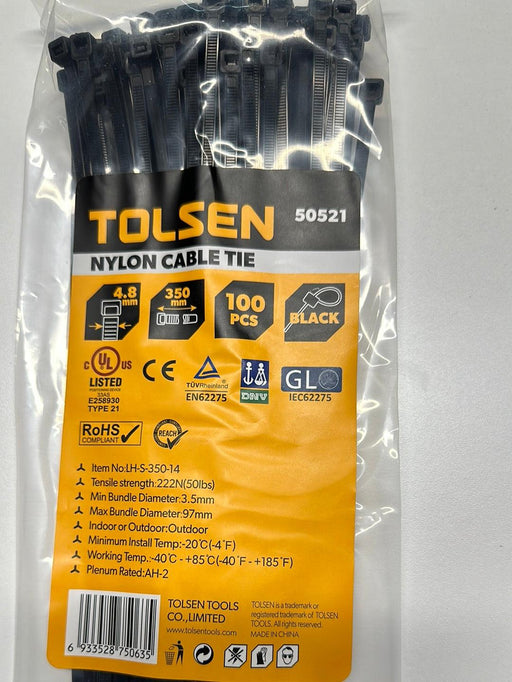 TOLSEN 50521
NYLON CABLE TIE
4.8 mm
350 mm
100 PCS
BLACK
C UL US
LISTED
E258930
TYPE 21
CE
TÜVRheinland
EN62275
DNV
GL
IEC62275
RoHS
COMPLIANT
REACH
Item No:LH-S-350-14
Tensile strength:222N(50lbs)
Min Bundle Diameter:3.5mm
Max Bundle Diameter:97mm
Indoor or Outdoor:Outdoor
Minimum Install Temp:-20℃(-4℉)
Working Temp.:-40℃ - +85℃(-40℉ - +185℉)
Plenum Rated:AH-2
6 933528 750635
TOLSEN TOOLS
CO.,LIMITED
www.tolsentools.com
TOLSEN is a trademark or
registered trademark of TOLSEN
TOOLS. All rights reserved.
MADE IN CHINA